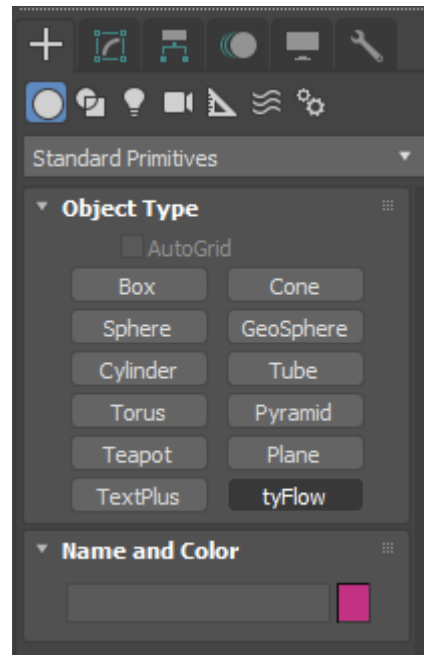 Standard Primitives
Object Type
AutoGrid
Box Cone
Sphere GeoSphere
Cylinder Tube
Torus Pyramid
Teapot Plane
TextPlus tyFlow
Name and Color